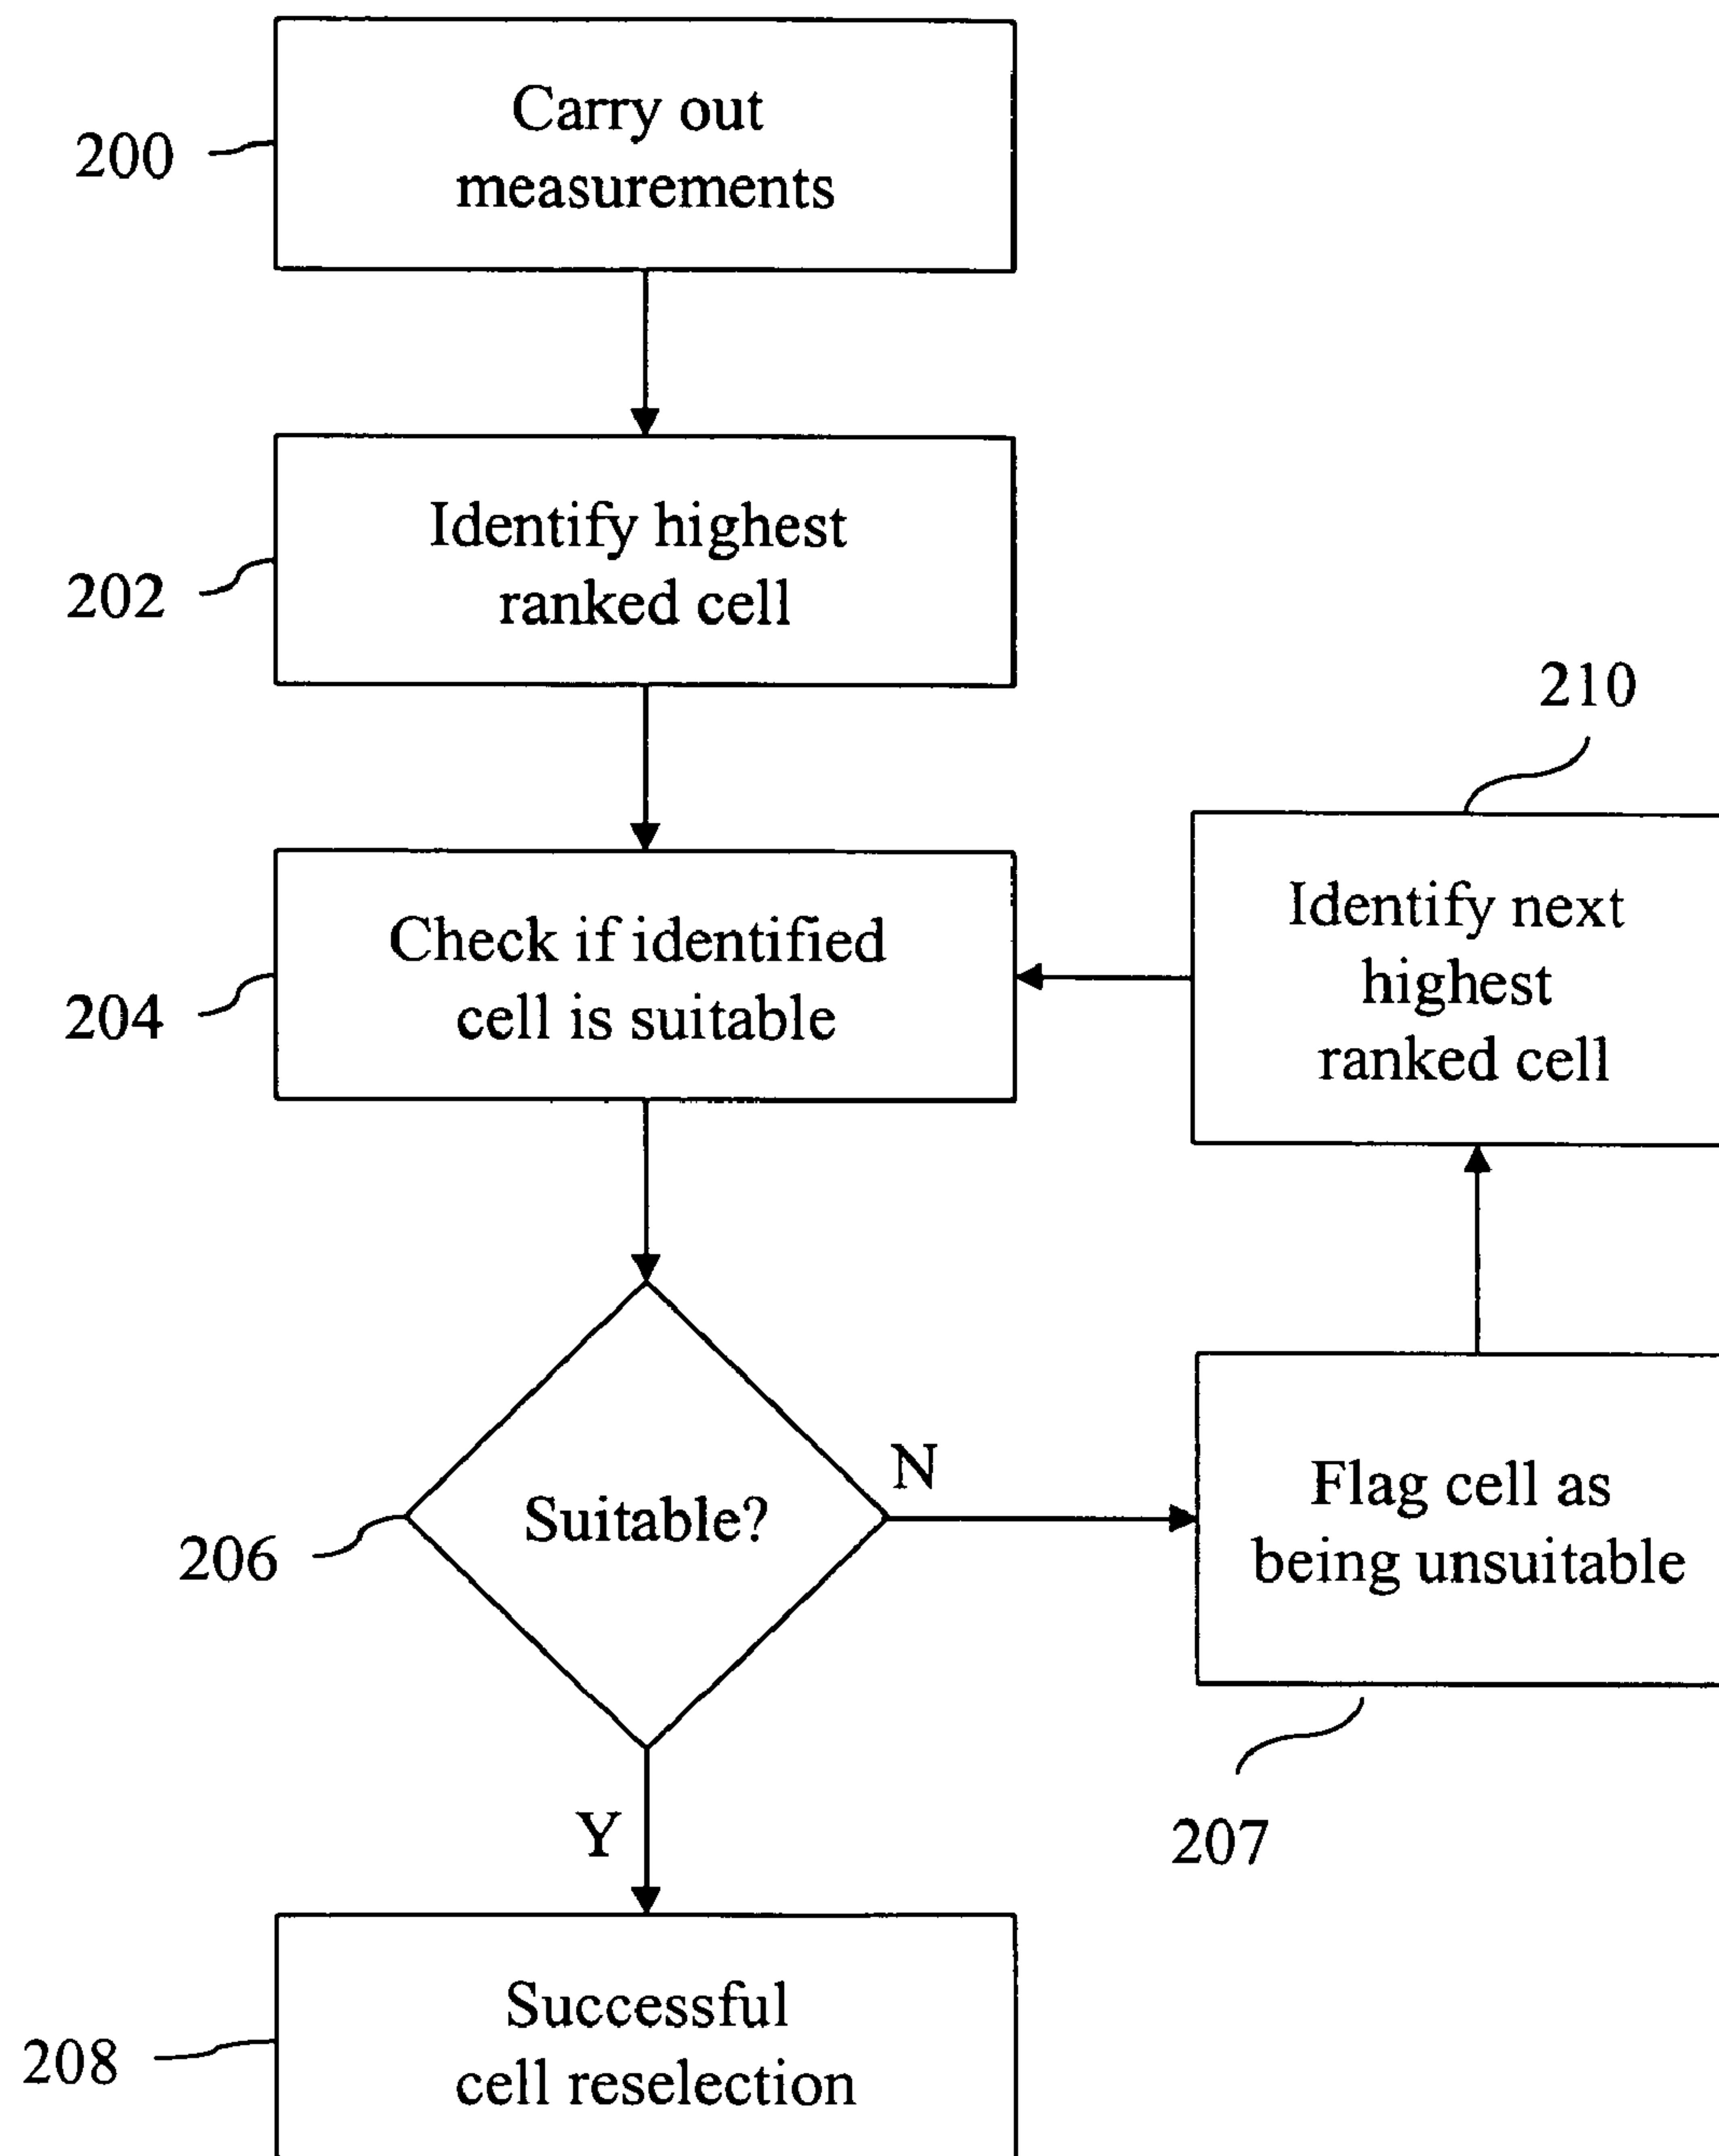 200
Carry out
measurements
202
Identify highest
ranked cell
210
204
Check if identified
cell is suitable
Identify next
highest
ranked cell
206
Suitable?
N
Flag cell as
being unsuitable
207
Y
208
Successful
cell reselection